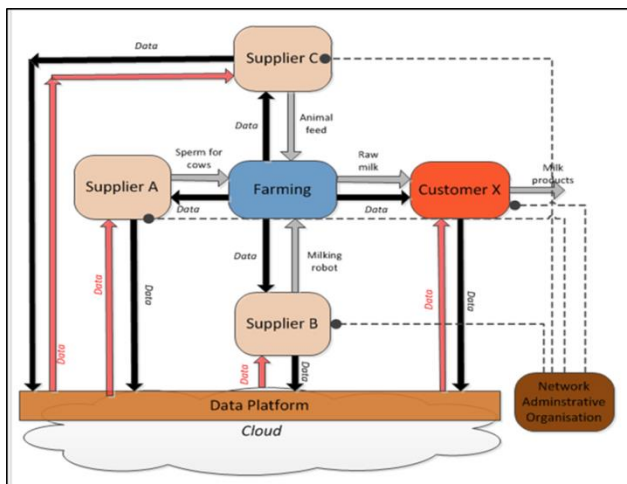 Data
Supplier C
Data
Animal
feed
Sperm for
cows
Raw
milk
Milk
products
Supplier A
Farming
Customer X
Data
Data
Data
Milking
robot
Data
Data
Data
Data
Supplier B
Data
Data
Data
Network
Adminstrative
Organisation
Data Platform
Cloud